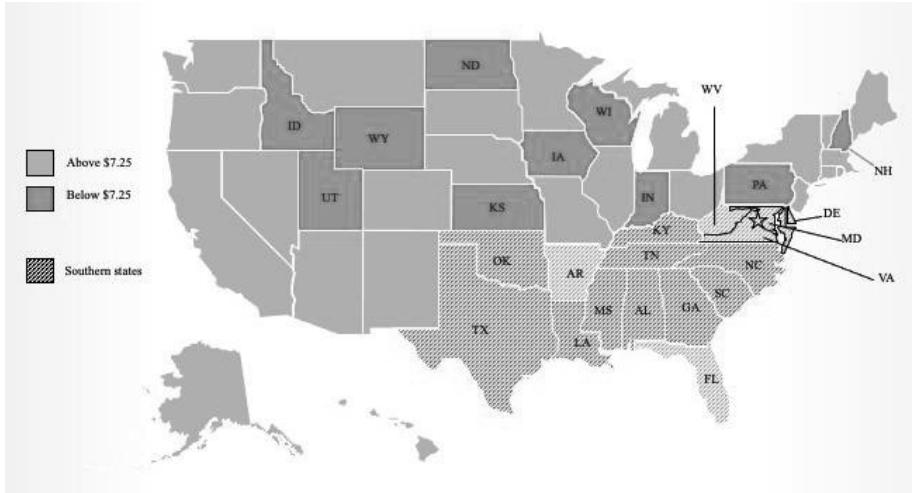 ND
WV
ID
WI
WY
Above $7.25
IA
NH
Below $7.25
UT
IN
PA
KS
DE
KY
MD
Southern states
OK
TN
VA
AR
NC
SC
MS
AL
GA
TX
LA
FL